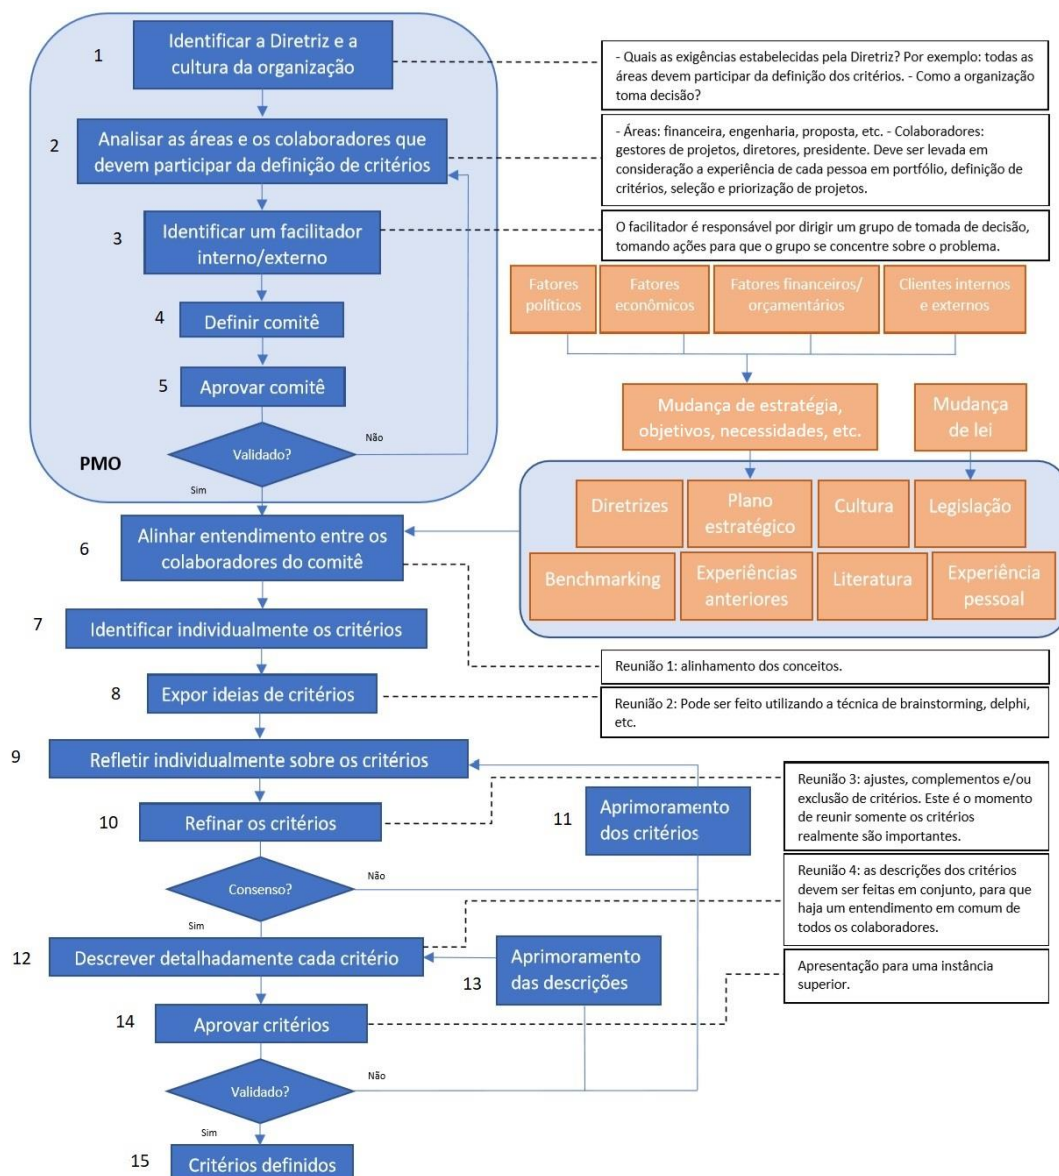 1
Identificar a Diretriz e a
cultura da organização
- Quais as exigências estabelecidas pela Diretriz? Por exemplo: todas as
áreas devem participar da definição dos critérios. - Como a organização
toma decisão?
2
Analisar as áreas e os colaboradores que
devem participar da definição de critérios
- Áreas: financeira, engenharia, proposta, etc. - Colaboradores:
gestores de projetos, diretores, presidente. Deve ser levada em
consideração a experiência de cada pessoa em portfólio, definição de
critérios, seleção e priorização de projetos.
3
Identificar um facilitador
interno/externo
O facilitador é responsável por dirigir um grupo de tomada de decisão,
tomando ações para que o grupo se concentre sobre o problema.
4
Definir comitê
5
Aprovar comitê
Validado?
Não
Sim
PMO
Fatores
políticos
Fatores
econômicos
Fatores financeiros/
orçamentários
Clientes internos
e externos
Mudança de estratégia,
objetivos, necessidades, etc.
Mudança
de lei
Diretrizes
Plano
estratégico
Cultura
Legislação
Benchmarking
Experiências
anteriores
Literatura
Experiência
pessoal
6
Alinhar entendimento entre os
colaboradores do comitê
7
Identificar individualmente os critérios
Reunião 1: alinhamento dos conceitos.
8
Expor ideias de critérios
Reunião 2: Pode ser feito utilizando a técnica de brainstorming, delphi,
etc.
9
Refletir individualmente sobre os critérios
10
Refinar os critérios
11
Aprimoramento
dos critérios
Reunião 3: ajustes, complementos e/ou
exclusão de critérios. Este é o momento
de reunir somente os critérios
realmente são importantes.
Consenso?
Não
Sim
Reunião 4: as descrições dos critérios
devem ser feitas em conjunto, para que
haja um entendimento em comum de
todos os colaboradores.
12
Descrever detalhadamente cada critério
13
Aprimoramento
das descrições
Apresentação para uma instância
superior.
14
Aprovar critérios
Validado?
Não
Sim
15
Critérios definidos